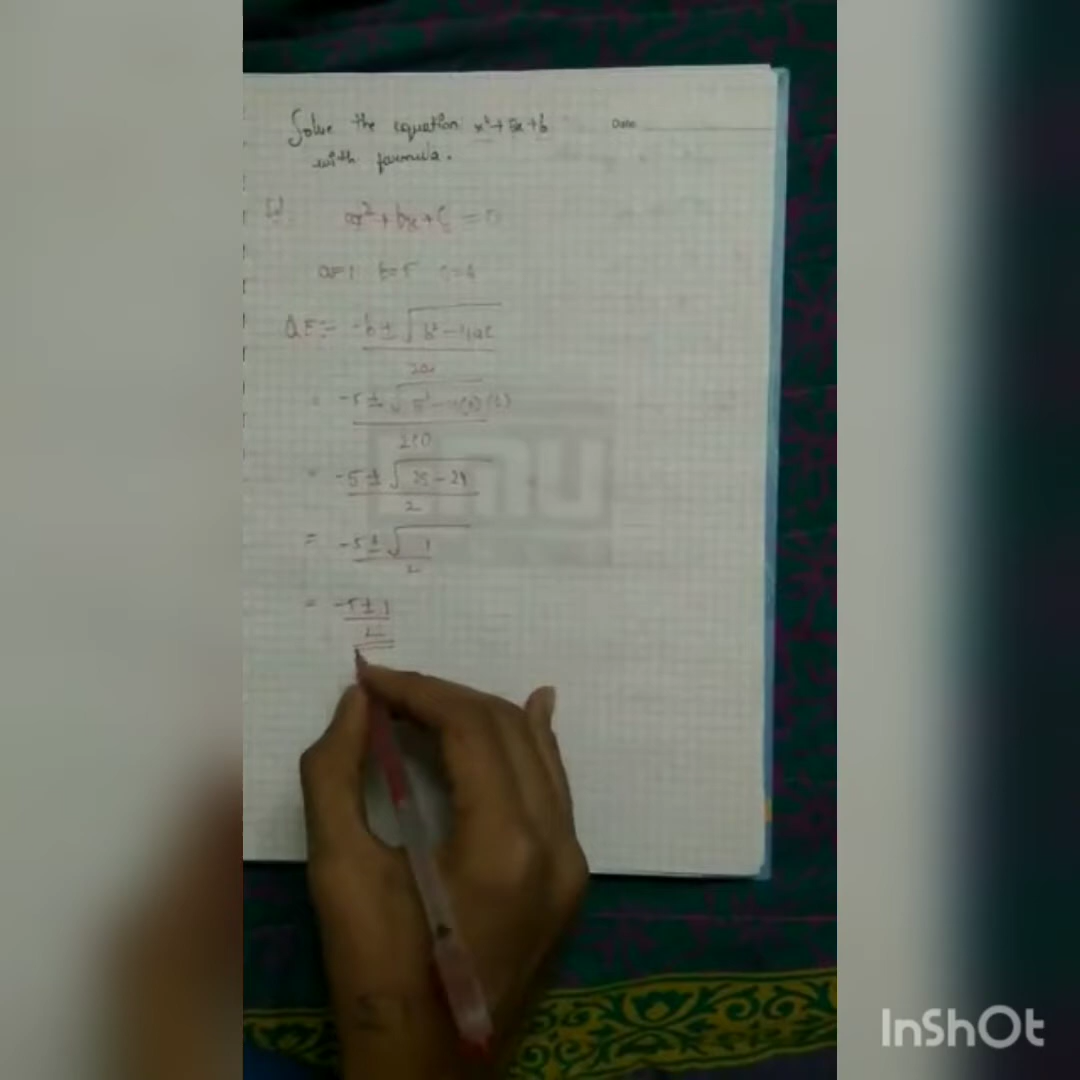 Solve the equation x²+5x+6
Date
with formula.
ax²+bx+c =0
a=1 b=5 c=6
Q F = -b ± √b²-4ac
2a
= -5 ± √5²-4(1)(6)
2(1)
= -5 ± √25-24
2
= -5 ± √1
2
= -5±1
2
InShOt